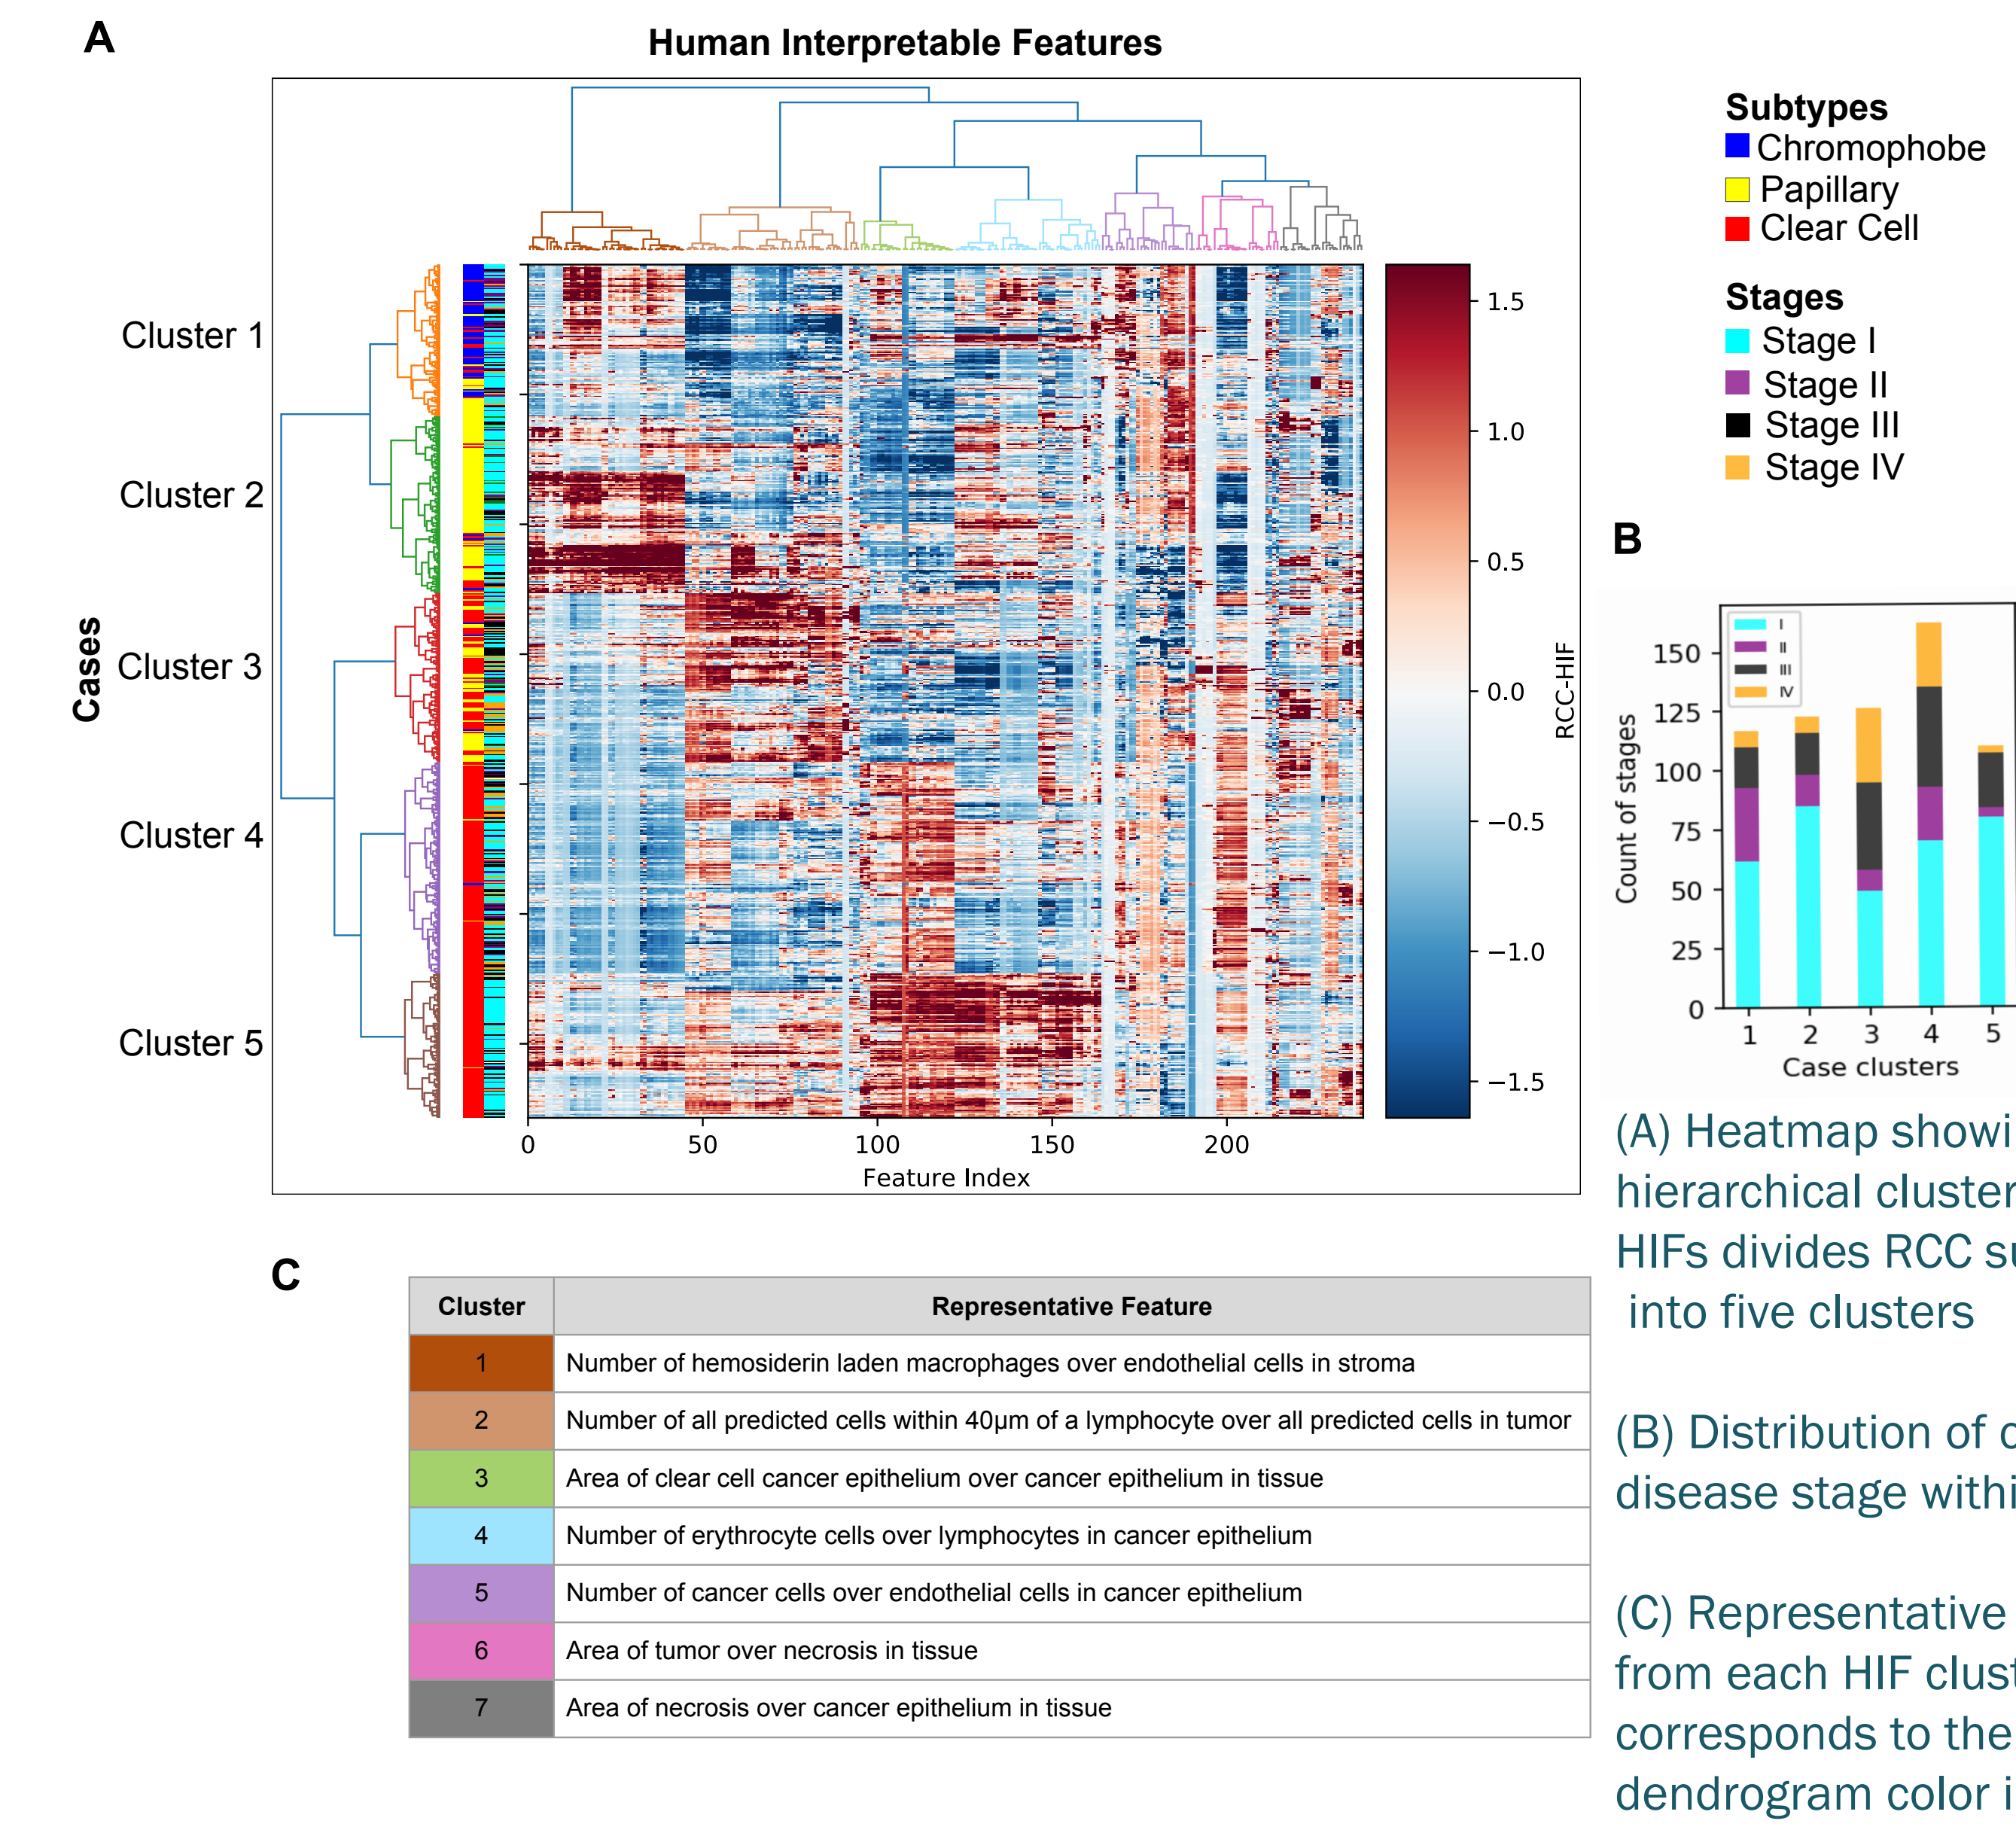 A
Human Interpretable Features
Subtypes
Chromophobe
Papillary
Clear Cell
Stages
Stage I
Stage II
Stage III
Stage IV
Cases
Cluster 1
Cluster 2
Cluster 3
Cluster 4
Cluster 5
1.5
1.0
0.5
0.0
−0.5
−1.0
−1.5
RCC-HIF
0 50 100 150 200
Feature Index
B
I
II
III
IV
Count of stages
150
125
100
75
50
25
0
1 2 3 4 5
Case clusters
(A) Heatmap showi
hierarchical cluster
HIFs divides RCC su
into five clusters
(B) Distribution of
disease stage withi
(C) Representative
from each HIF clust
corresponds to the
dendrogram color i
C
Cluster Representative Feature
1 Number of hemosiderin laden macrophages over endothelial cells in stroma
2 Number of all predicted cells within 40μm of a lymphocyte over all predicted cells in tumor
3 Area of clear cell cancer epithelium over cancer epithelium in tissue
4 Number of erythrocyte cells over lymphocytes in cancer epithelium
5 Number of cancer cells over endothelial cells in cancer epithelium
6 Area of tumor over necrosis in tissue
7 Area of necrosis over cancer epithelium in tissue